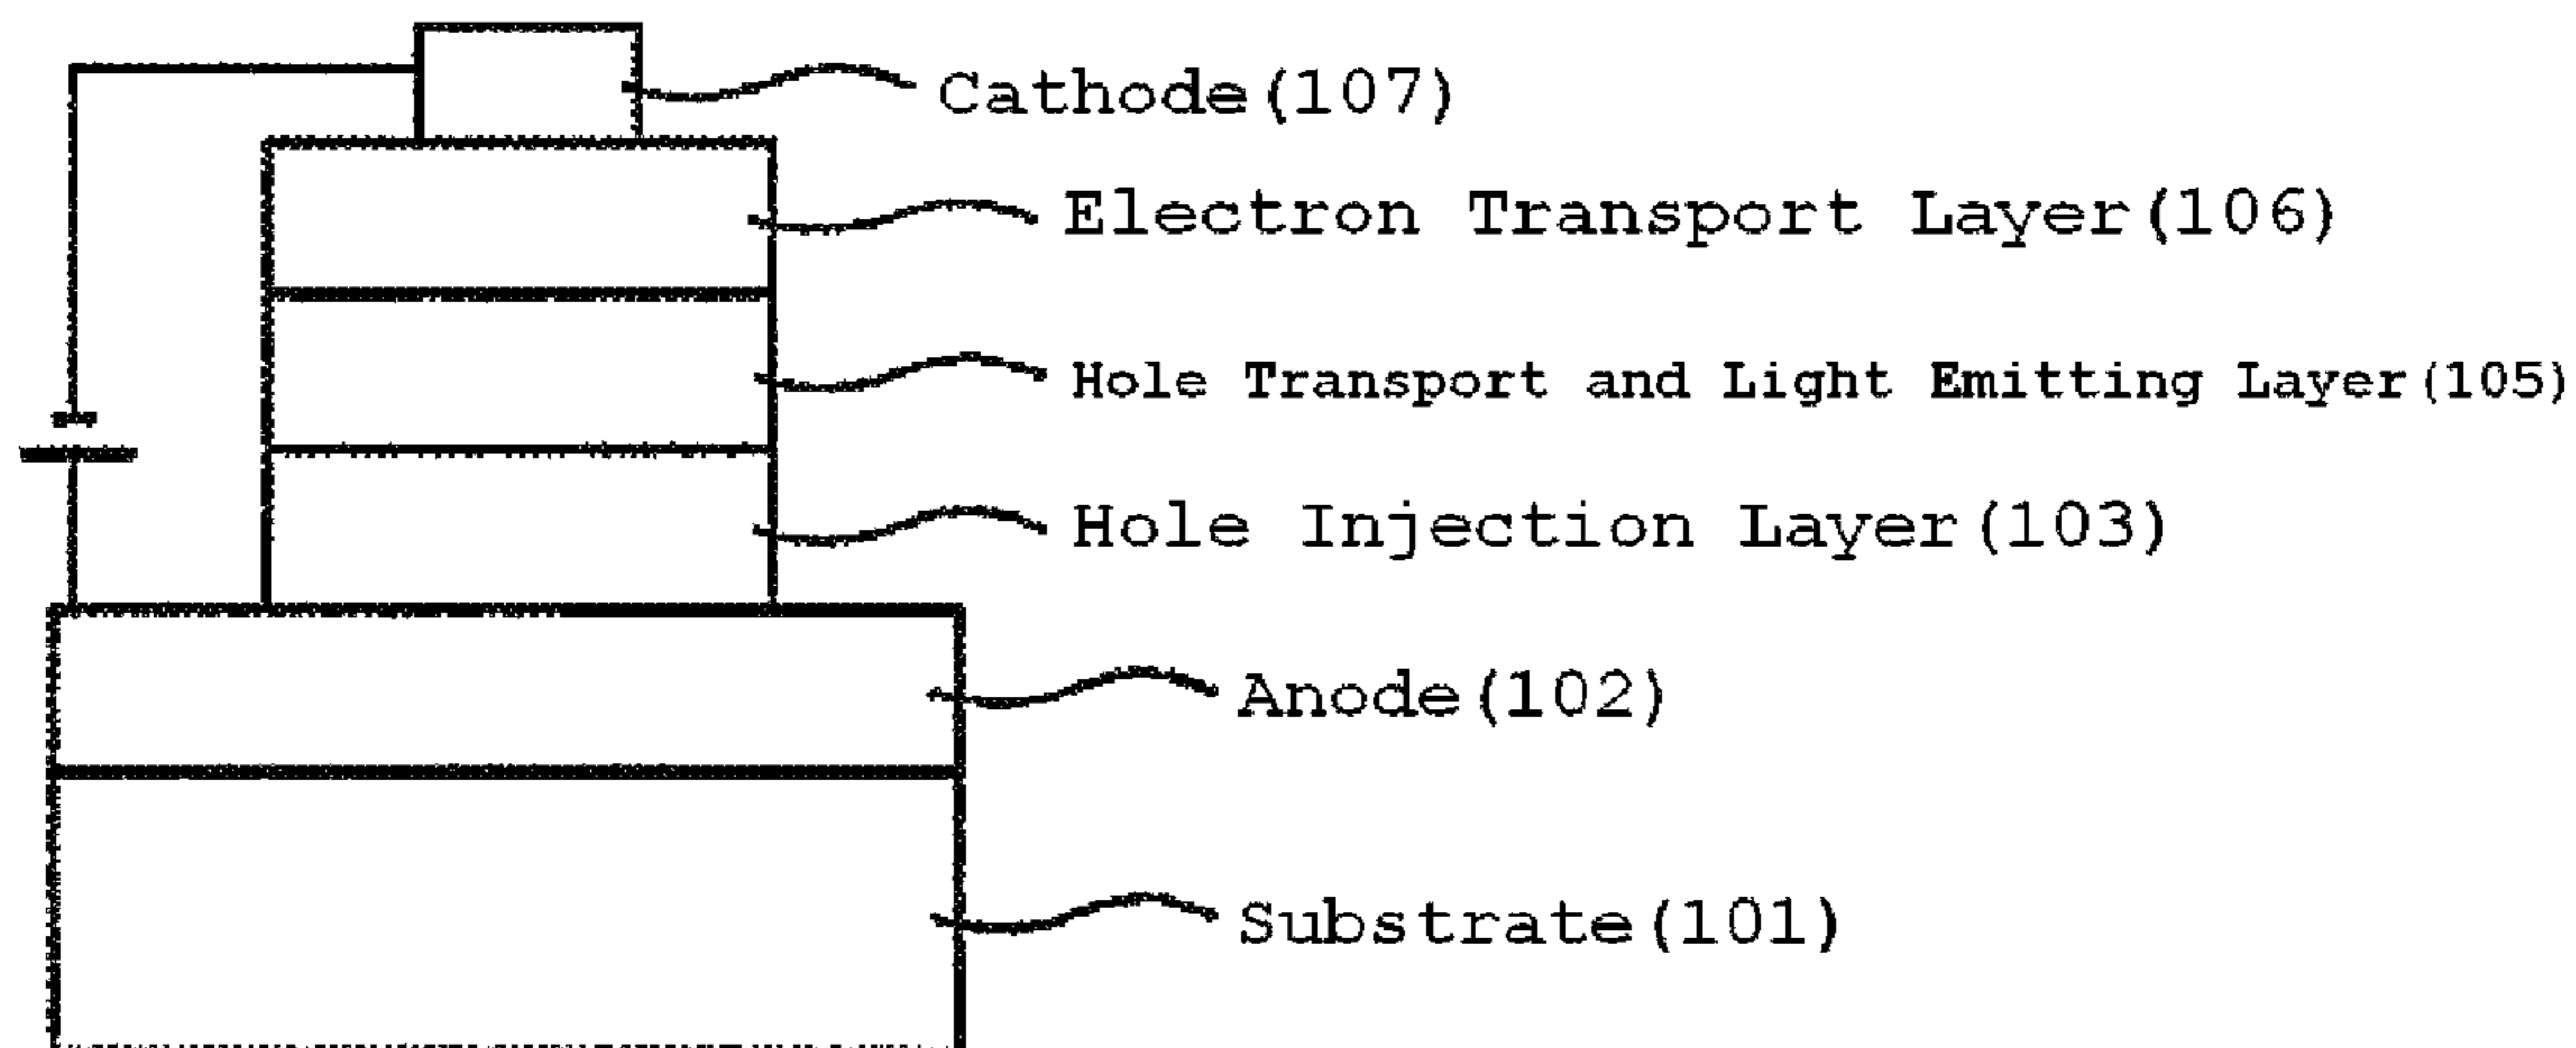 Cathode(107)
Electron Transport Layer(106)
Hole Transport and Light Emitting Layer(105)
Hole Injection Layer(103)
Anode(102)
Substrate(101)